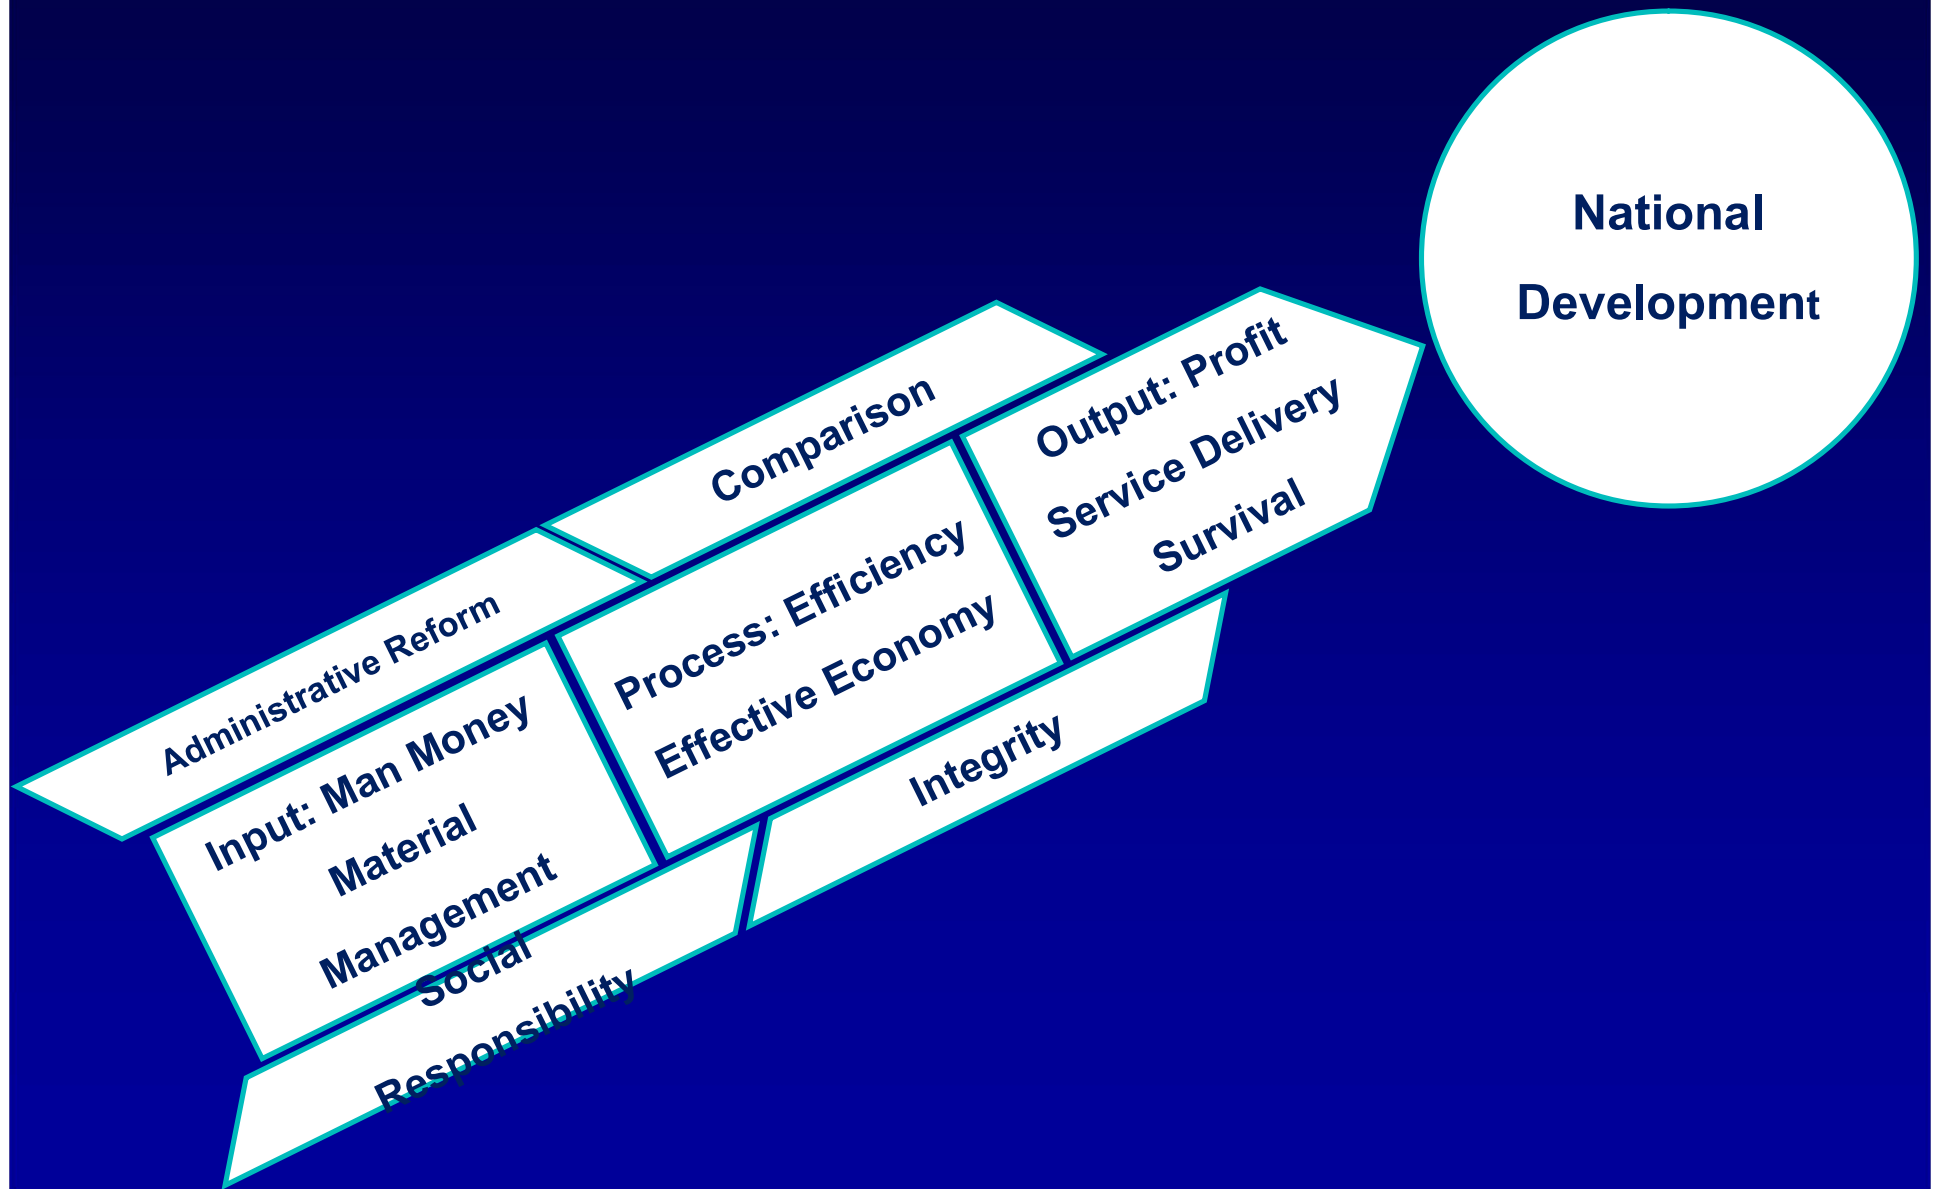 National
Development
Comparison
Administrative Reform
Output: Profit
Service Delivery
Survival
Process: Efficiency
Effective Economy
Input: Man Money
Material
Management
Integrity
Social
Responsibility